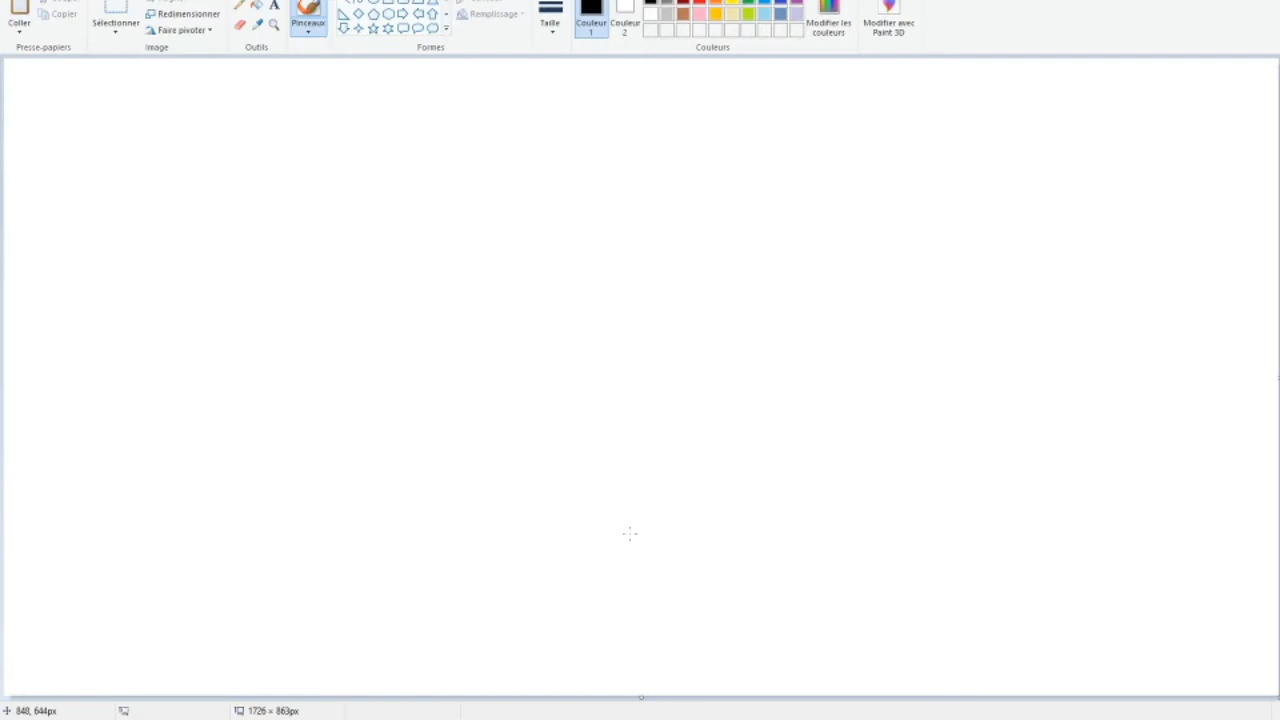 Coller
Copier
Sélectionner
Redimensionner
Faire pivoter
Pinceaux
Remplissage
Taille
Couleur 1
Couleur 2
Modifier les couleurs
Modifier avec Paint 3D
Presse-papiers
Image
Outils
Formes
Couleurs
848, 644px
1726 × 863px